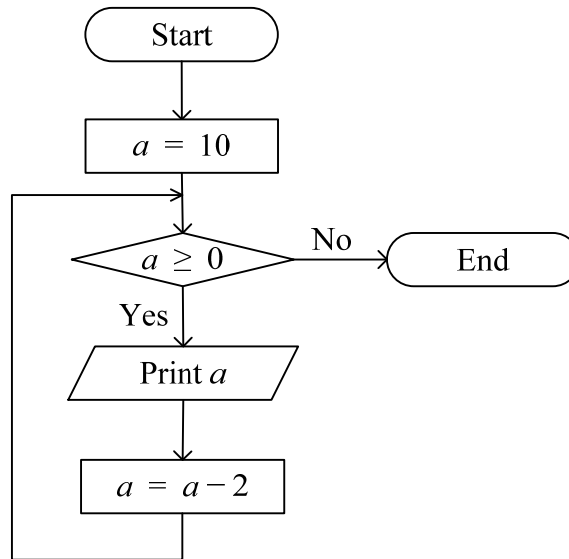 Start
a = 10
a ≥ 0
No
End
Yes
Print a
a = a − 2